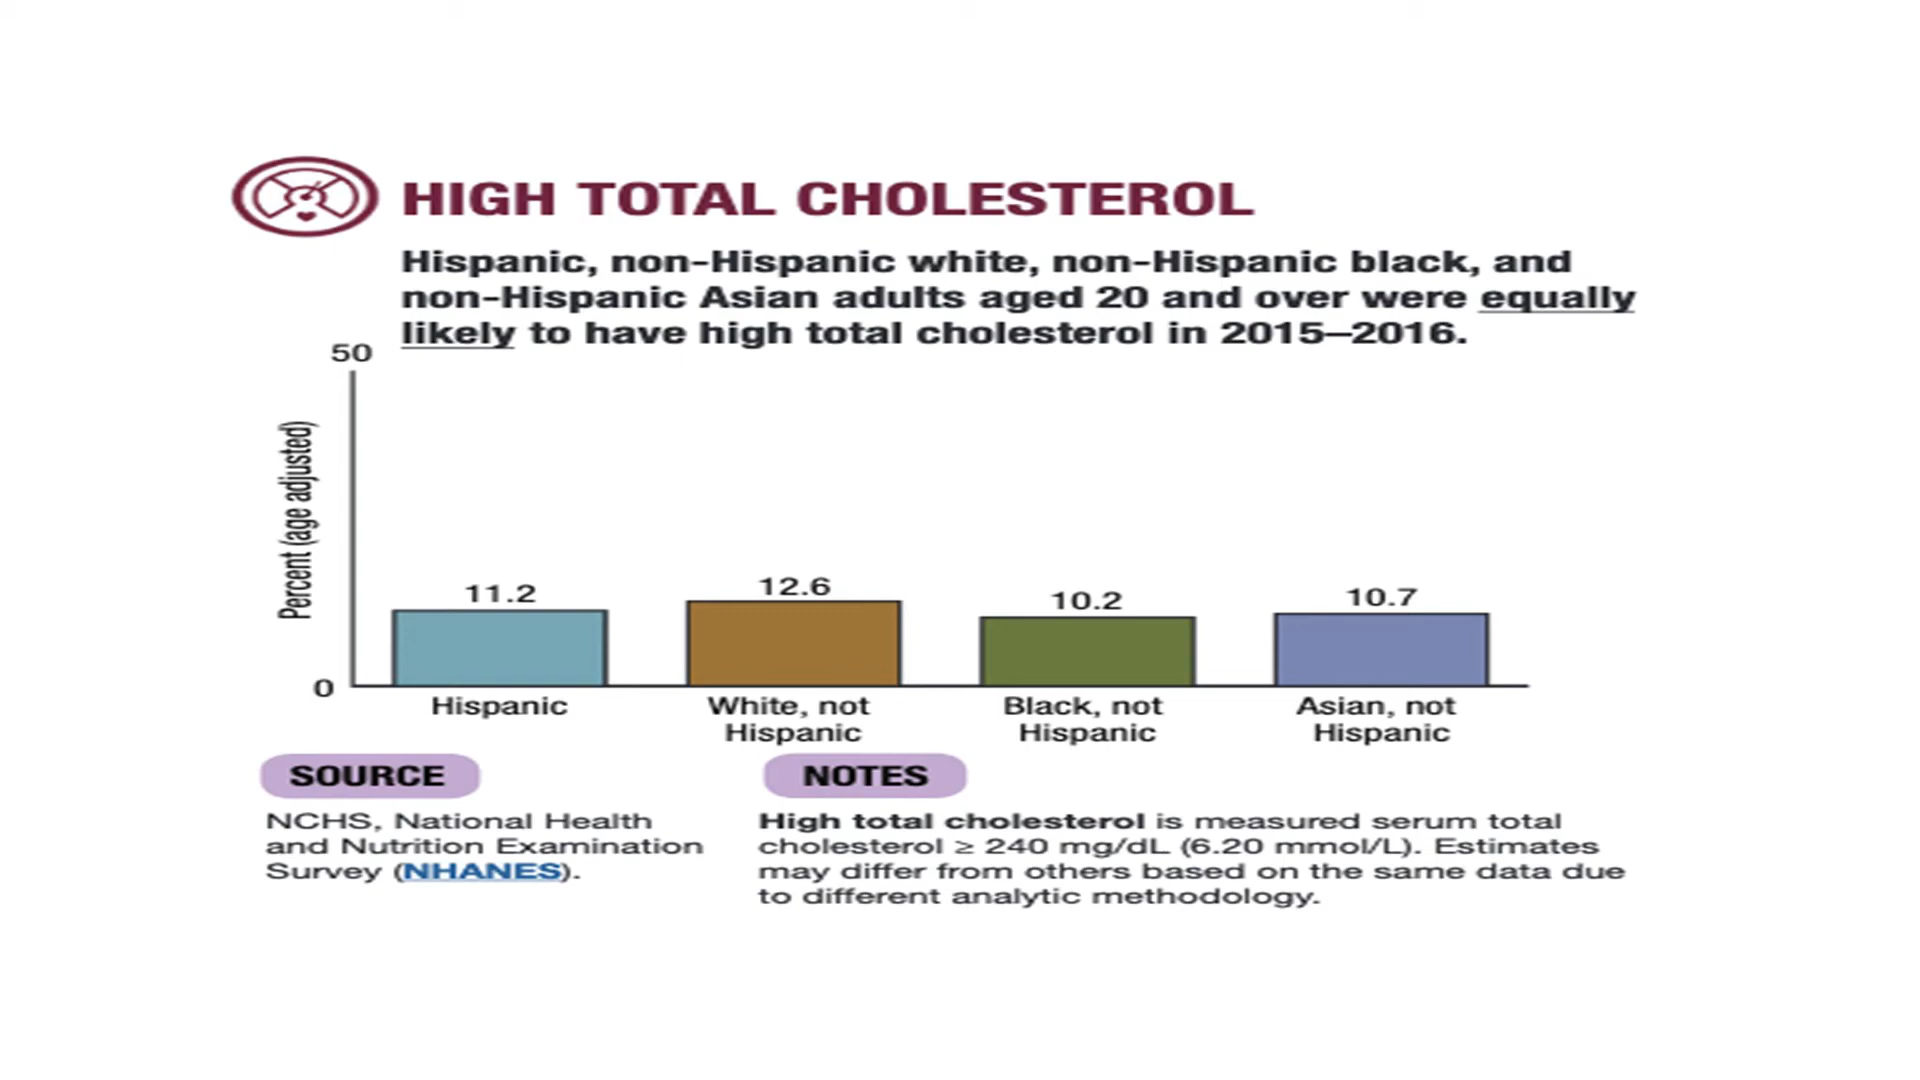 HIGH TOTAL CHOLESTEROL
Hispanic, non-Hispanic white, non-Hispanic black, and
non-Hispanic Asian adults aged 20 and over were equally
likely to have high total cholesterol in 2015–2016.
50
Percent (age adjusted)
11.2
12.6
10.2
10.7
0
Hispanic
White, not
Hispanic
Black, not
Hispanic
Asian, not
Hispanic
SOURCE
NCHS, National Health
and Nutrition Examination
Survey (NHANES).
NOTES
High total cholesterol is measured serum total
cholesterol ≥ 240 mg/dL (6.20 mmol/L). Estimates
may differ from others based on the same data due
to different analytic methodology.